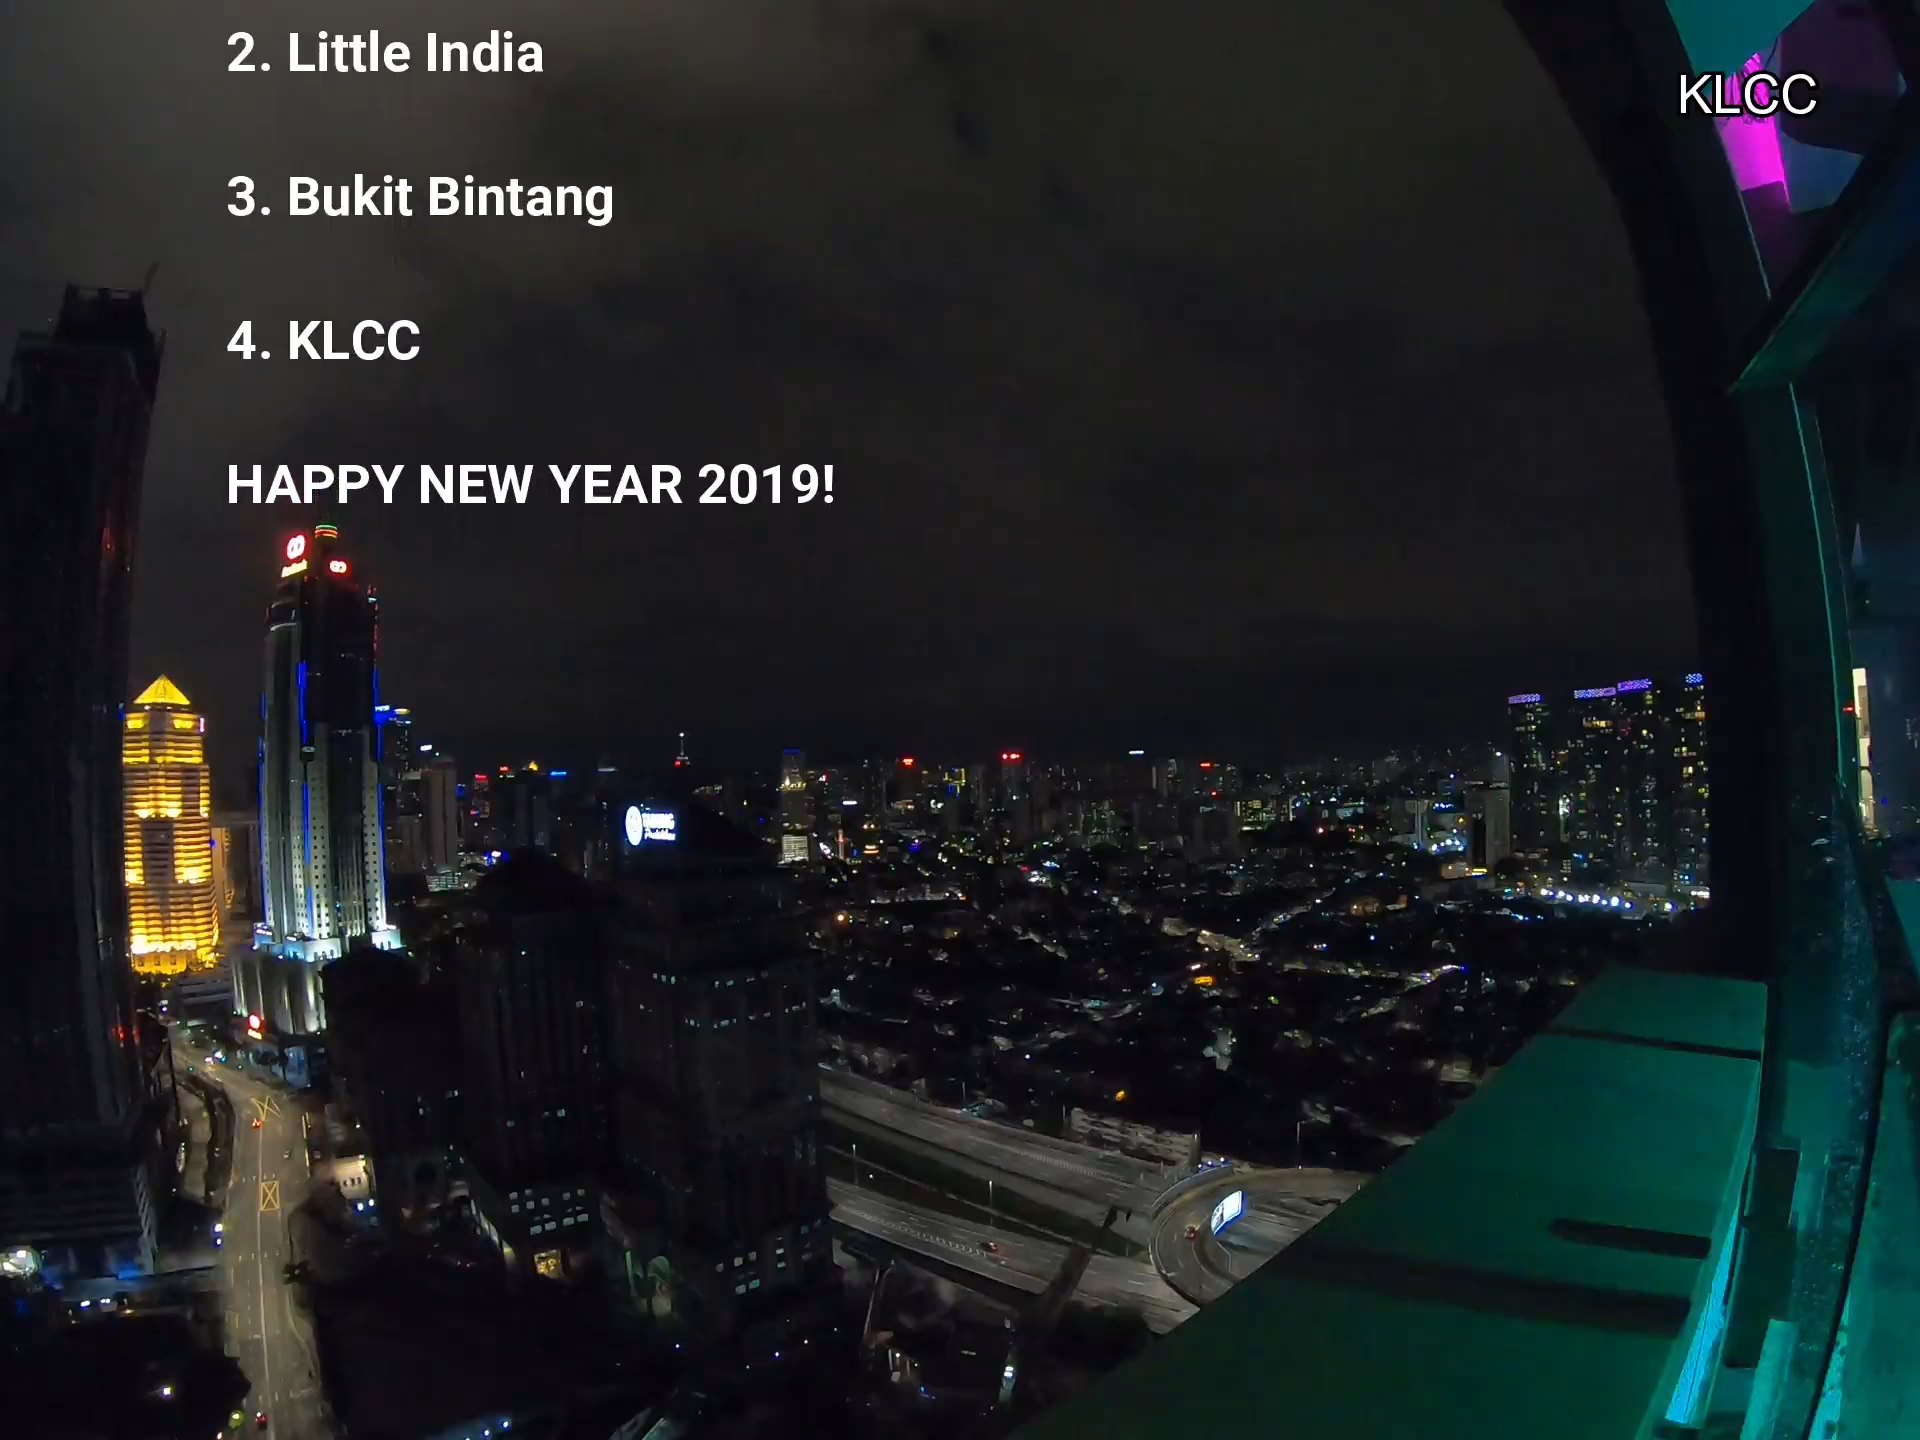 2. Little India
KLCC
3. Bukit Bintang
4. KLCC
HAPPY NEW YEAR 2019!